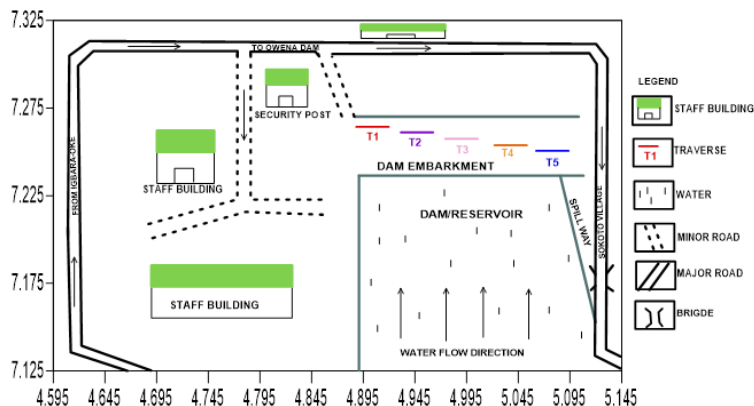 7.325
7.275
7.225
7.175
7.125
4.595
4.645
4.695
4.745
4.795
4.845
4.895
4.945
4.995
5.045
5.095
5.145
TO OWENA DAM
SECURITY POST
STAFF BUILDING
STAFF BUILDING
FROM IGBARA-OKE
T1
T2
T3
T4
T5
DAM EMBARKMENT
DAM/RESERVOIR
SPILL WAY
SOKOTO VILLAGE
WATER FLOW DIRECTION
LEGEND
STAFF BUILDING
T1
TRAVERSE
WATER
MINOR ROAD
MAJOR ROAD
BRIGDE